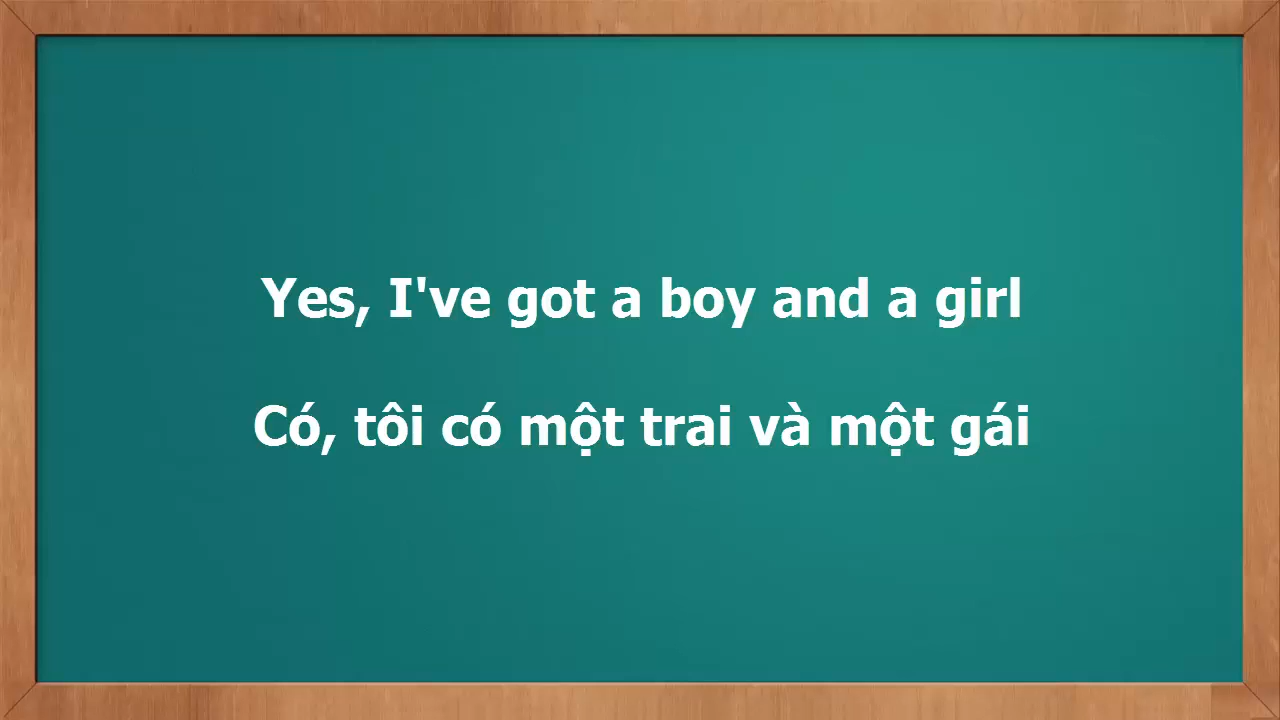 Yes, I've got a boy and a girl
Có, tôi có một trai và một gái